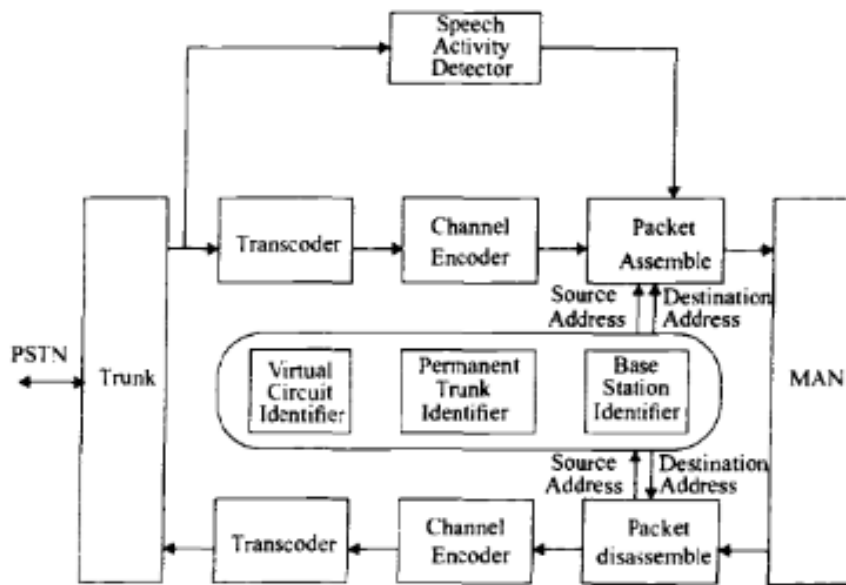 Speech
Activity
Detector
Transcoder
Channel
Encoder
Packet
Assemble
Source
Address
Destination
Address
PSTN
Trunk
Virtual
Circuit
Identifier
Permanent
Trunk
Identifier
Base
Station
Identifier
MAN
Source
Address
Destination
Address
Transcoder
Channel
Encoder
Packet
disassemble